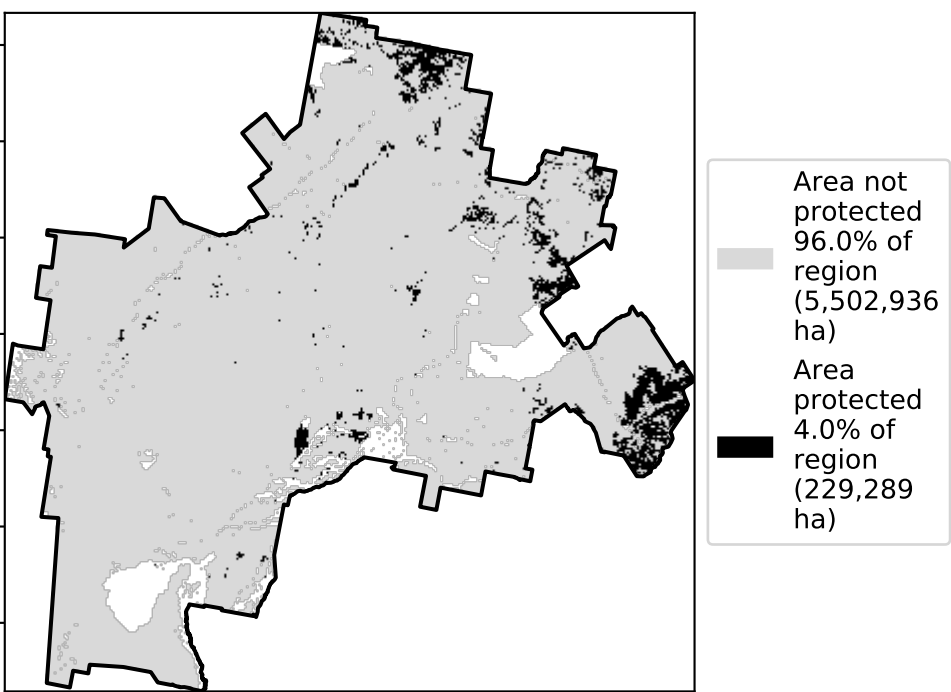 Area not
protected
96.0% of
region
(5,502,936
ha)
Area
protected
4.0% of
region
(229,289
ha)